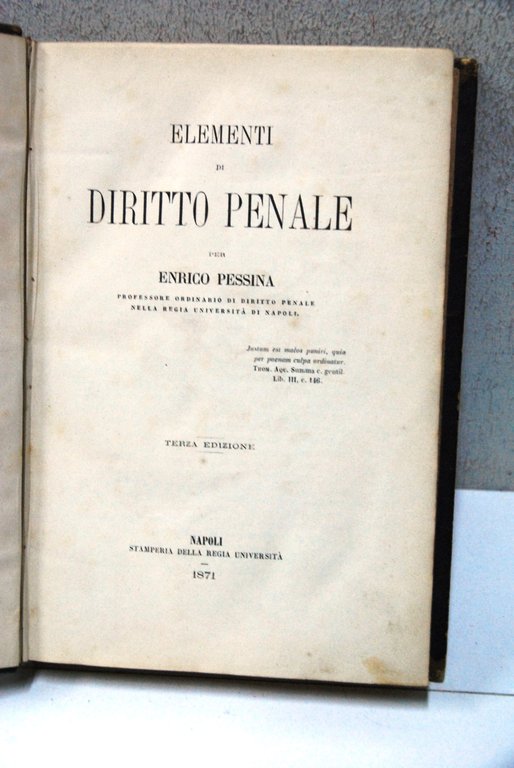 ELEMENTI
DI
DIRITTO PENALE
PER
ENRICO PESSINA
PROFESSORE ORDINARIO DI DIRITTO PENALE
NELLA REGIA UNIVERSITÀ DI NAPOLI.
Justum est malos puniri, quia
per poenam culpa ordinatur.
THOM. AQU. Summa c. gentil.
Lib. III, c. 146.
TERZA EDIZIONE
NAPOLI
STAMPERIA DELLA REGIA UNIVERSITÀ
1871